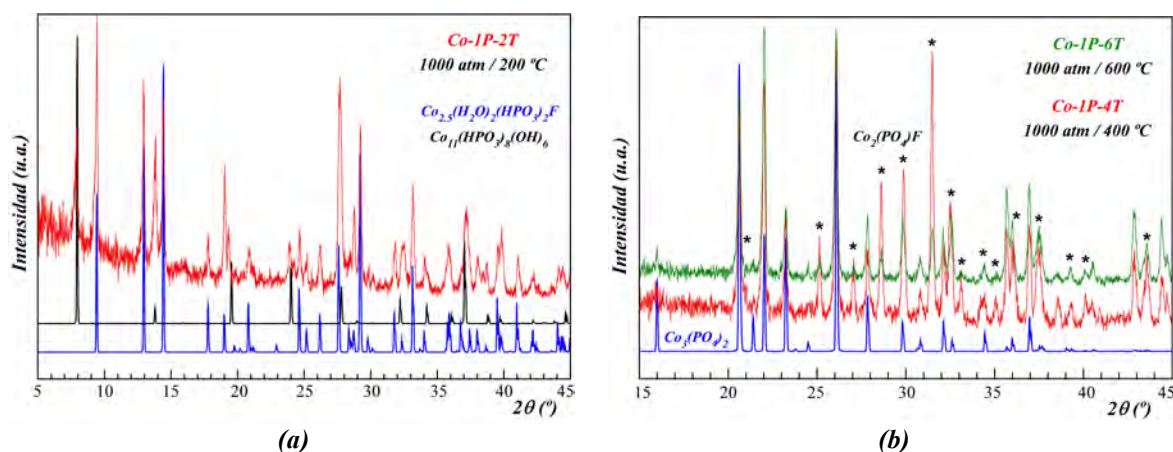 Intensidad (u.a.)
Co-1P-2T
1000 atm / 200 ºC
Co2.5(H2O)2(HPO3)2F
Co11(HPO3)8(OH)6
5 10 15 20 25 30 35 40 45
2θ (º)
(a)
Intensidad (u.a.)
Co-1P-6T
1000 atm / 600 ºC
Co-1P-4T
1000 atm / 400 ºC
Co2(PO4)F
* * * * * * * * * * * * * * *
Co3(PO4)2
15 20 25 30 35 40 45
2θ (º)
(b)